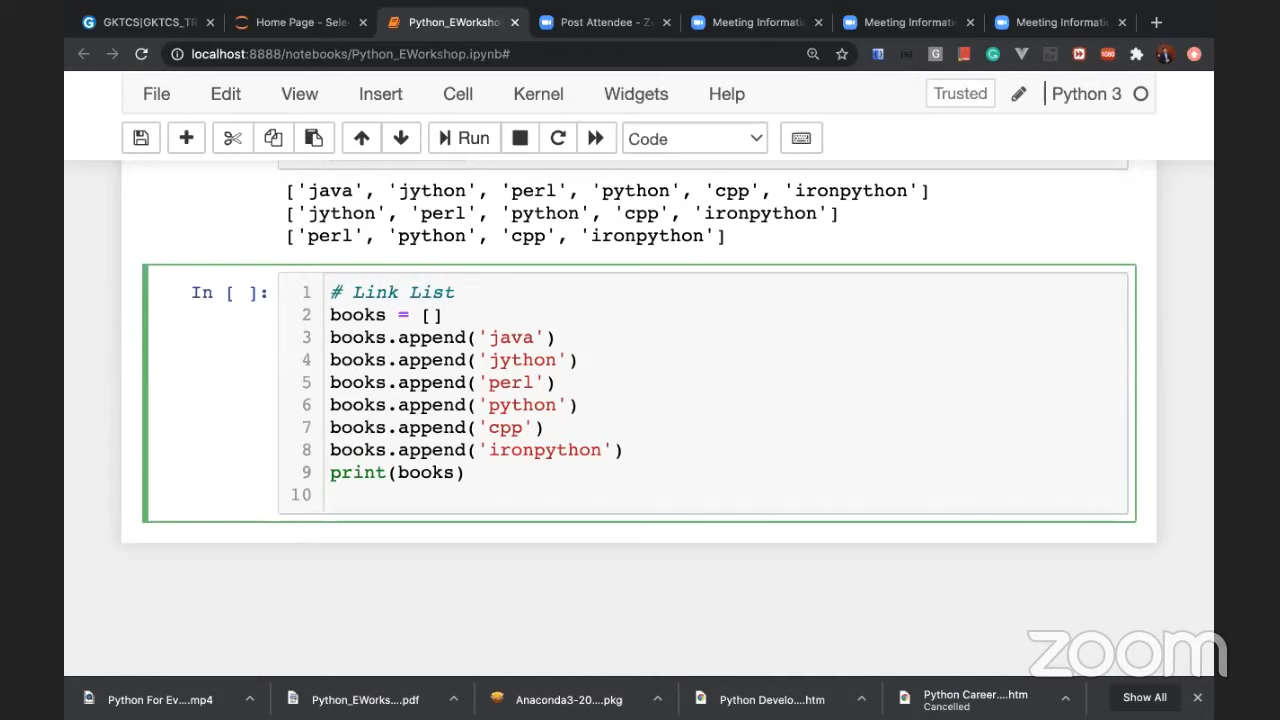 GKTCS|GKTCS_TR
Home Page - Sele
Python_EWorksho
Post Attendee - Z
Meeting Informati
Meeting Informati
Meeting Informati
localhost:8888/notebooks/Python_EWorkshop.ipynb#
File Edit View Insert Cell Kernel Widgets Help Trusted Python 3
Run Code
['java', 'jython', 'perl', 'python', 'cpp', 'ironpython']
['jython', 'perl', 'python', 'cpp', 'ironpython']
['perl', 'python', 'cpp', 'ironpython']
In [ ]:
1 # Link List
2 books = []
3 books.append('java')
4 books.append('jython')
5 books.append('perl')
6 books.append('python')
7 books.append('cpp')
8 books.append('ironpython')
9 print(books)
10
zoom
Python For Ev....mp4
Python_EWorks....pdf
Anaconda3-20....pkg
Python Develo....htm
Python Career....htm
Cancelled
Show All